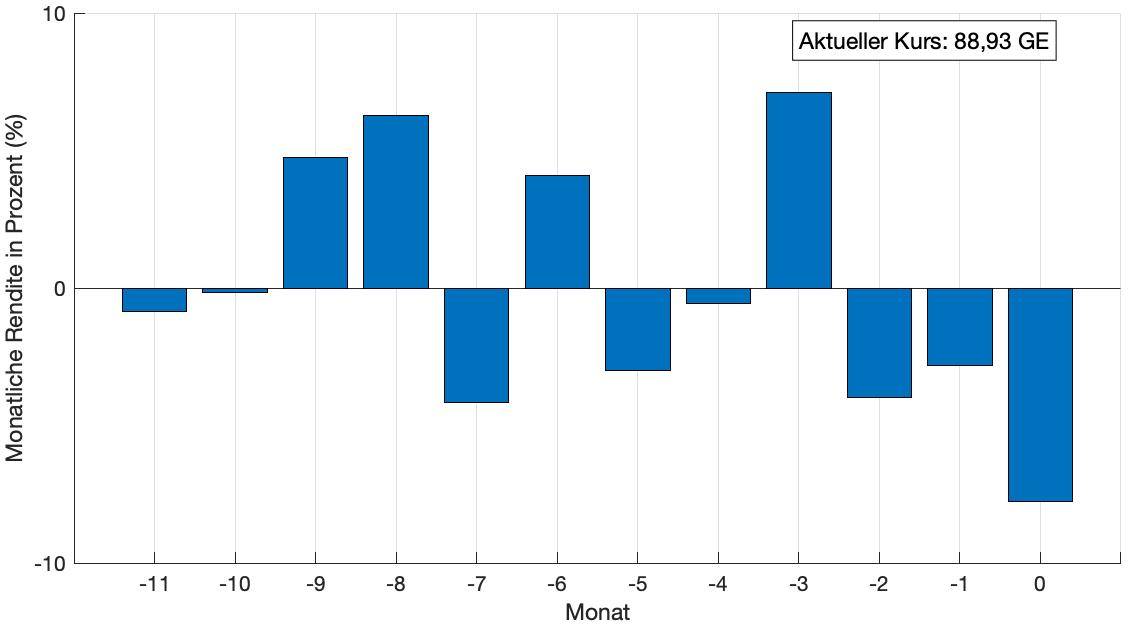 10
Aktueller Kurs: 88,93 GE
Monatliche Rendite in Prozent (%)
0
-10
-11 -10 -9 -8 -7 -6 -5 -4 -3 -2 -1 0
Monat